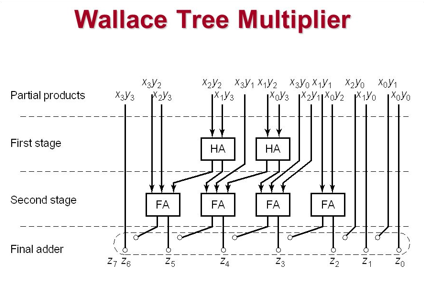 Wallace Tree Multiplier
x3y2 x2y2 x3y1 x1y2 x3y0 x1y1 x2y0 x0y1
Partial products x3y3 x2y3 x1y3 x0y3 x2y1 x0y2 x1y0 x0y0
First stage HA HA
Second stage FA FA FA FA
Final adder
z7 z6 z5 z4 z3 z2 z1 z0